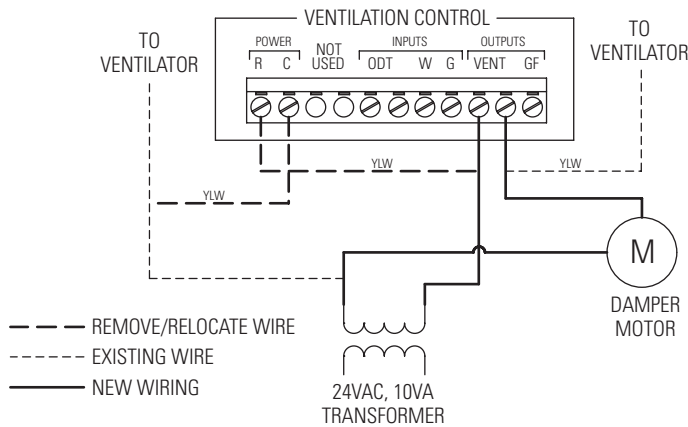 VENTILATION CONTROL
TO
VENTILATOR
TO
VENTILATOR
POWER
NOT
USED
INPUTS
OUTPUTS
R C ODT W G VENT GF
YLW
YLW
YLW
M
DAMPER
MOTOR
REMOVE/RELOCATE WIRE
EXISTING WIRE
NEW WIRING
24VAC, 10VA
TRANSFORMER